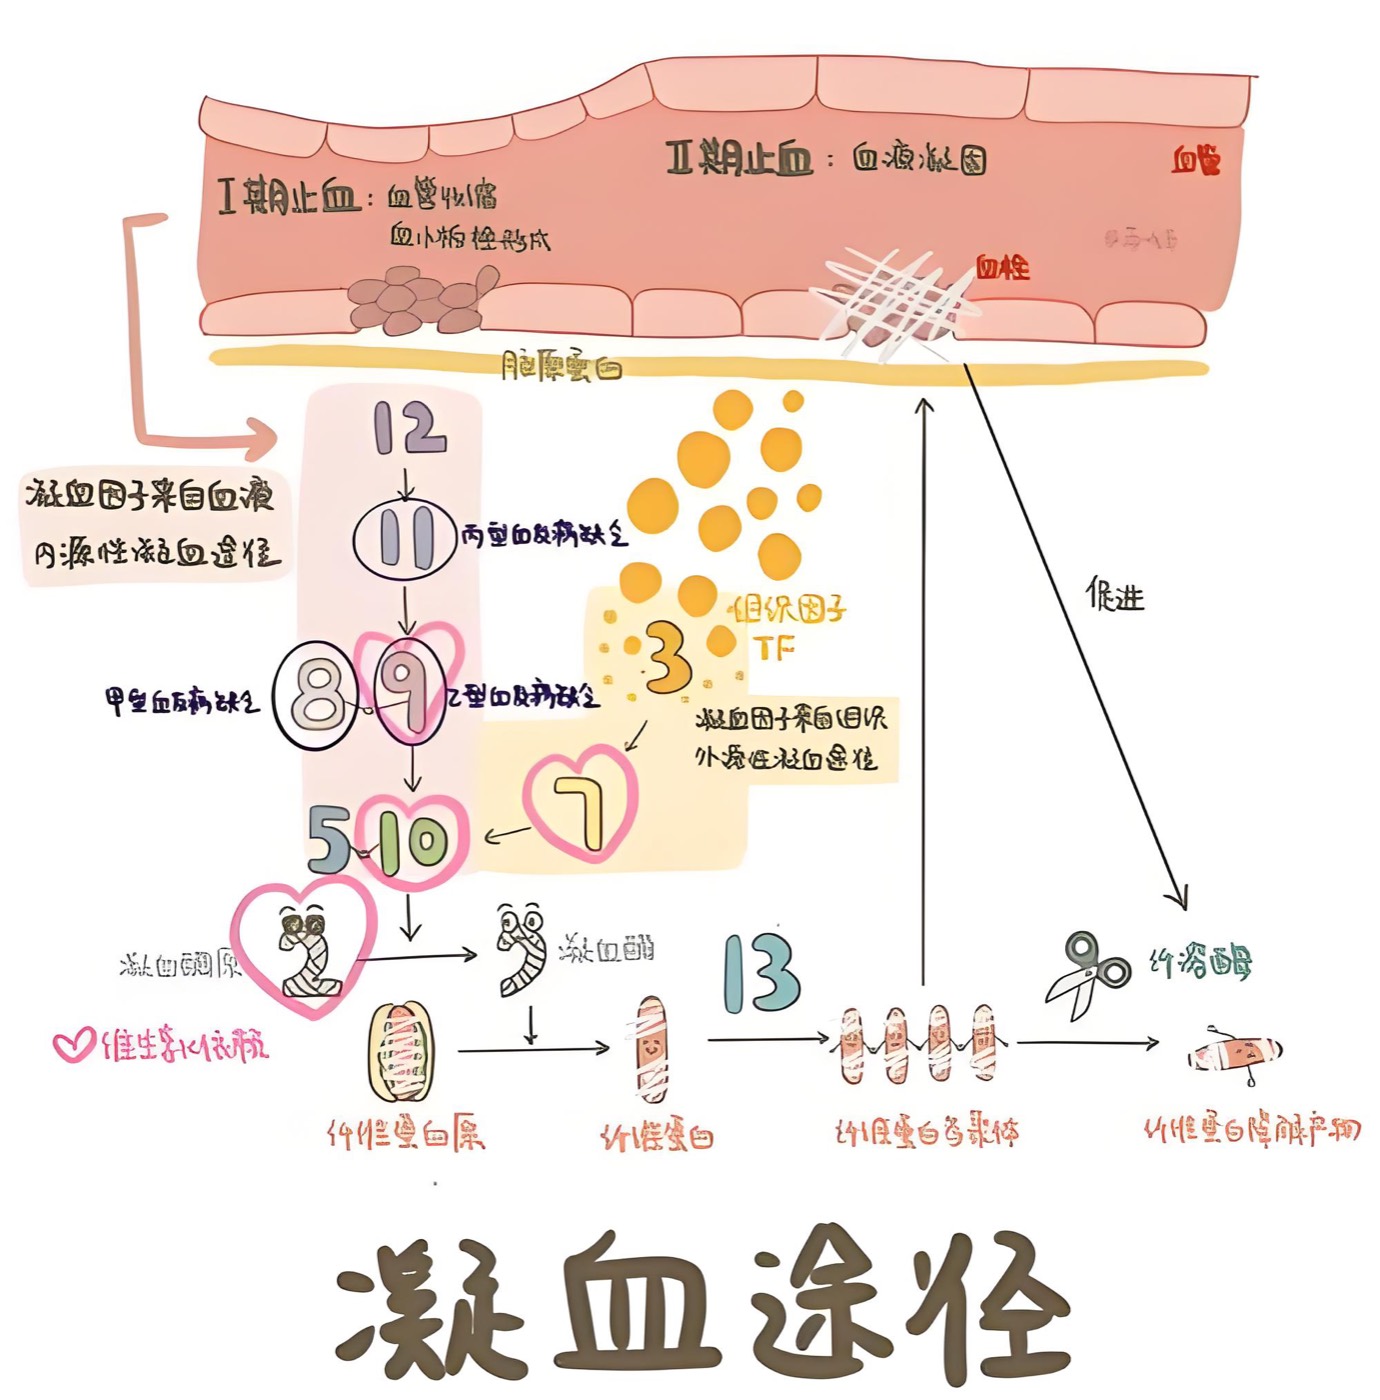 Ⅱ期止血：血液凝固
血管
Ⅰ期止血：血管收缩
血小板栓形成
血栓
胶原蛋白
12
凝血因子来自血液
内源性凝血途径
11
丙型血友病缺乏
促进
组织因子
TF
3
甲型血友病缺乏
8
9
乙型血友病缺乏
凝血因子来自组织
外源性凝血途径
7
5
10
凝血酶原
2
凝血酶
13
纤溶酶
维生素K依赖
纤维蛋白原
纤维蛋白
纤维蛋白多聚体
纤维蛋白降解产物
凝血途径